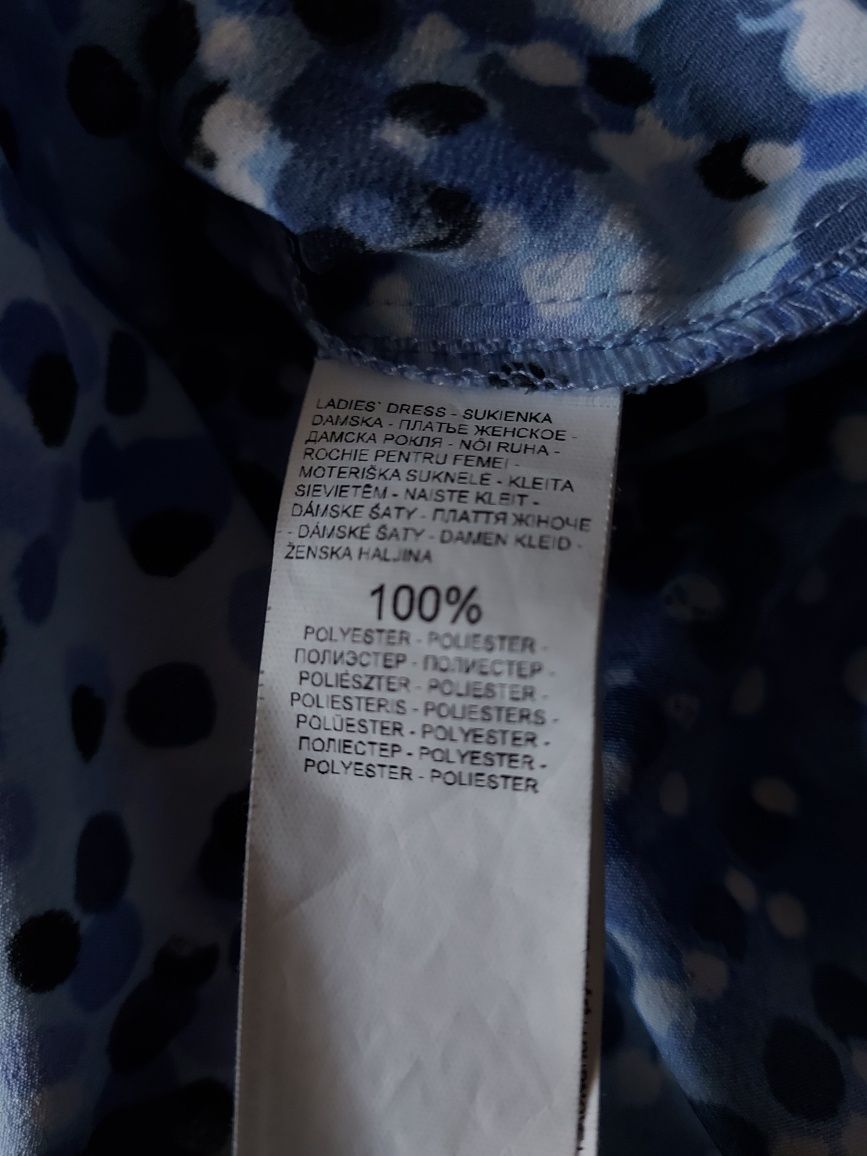 LADIES' DRESS - SUKIENKA
DAMSKA - ПЛАТЬЕ ЖЕНСКОЕ -
ДАМСКА РОКЛЯ - NŐI RUHA -
ROCHIE PENTRU FEMEI -
MOTERIŠKA SUKNELĖ - KLEITA
SIEVIETĒM - NAISTE KLEIT -
DÁMSKE ŠATY - ПЛАТТЯ ЖІНОЧЕ
- DÁMSKÉ ŠATY - DAMEN KLEID -
ŽENSKA HALJINA
100%
POLYESTER - POLIESTER -
ПОЛИЭСТЕР - ПОЛИЕСТЕР -
POLIÉSZTER - POLIESTER -
POLIESTERIS - POLIESTERS -
POLÜESTER - POLYESTER -
ПОЛІЕСТЕР - POLYESTER -
POLYESTER - POLIESTER